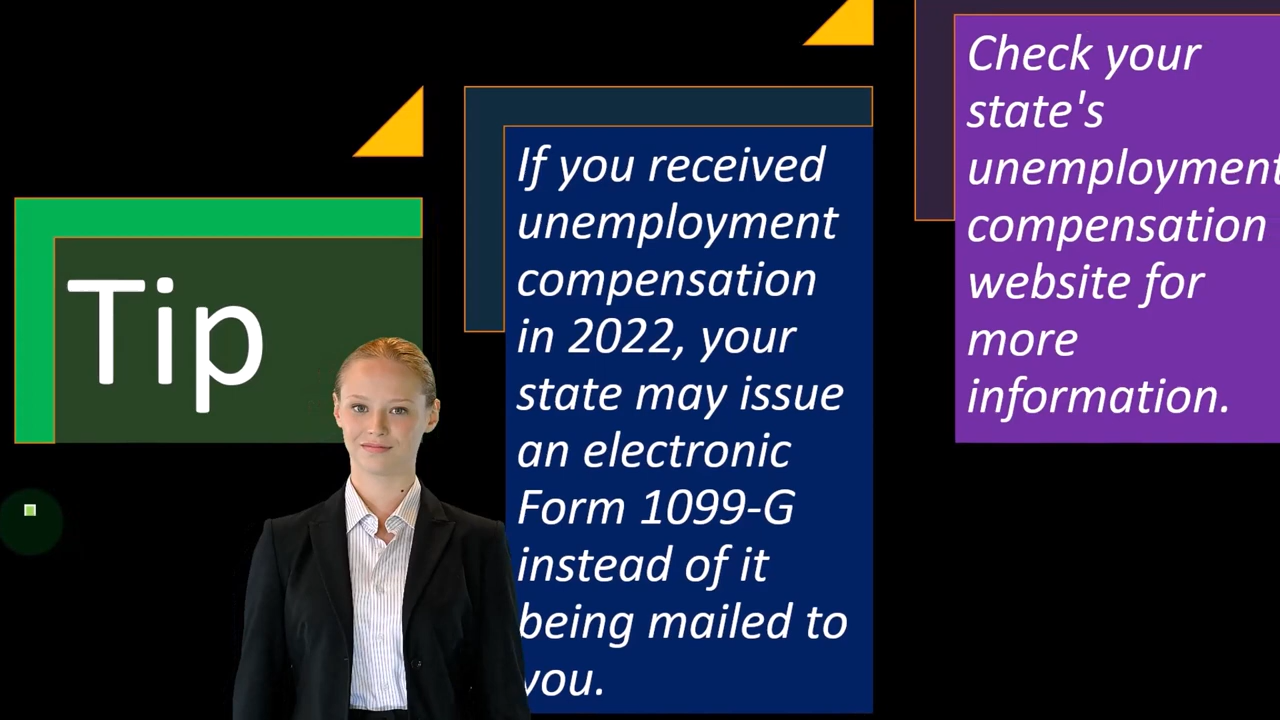 Tip
If you received
unemployment
compensation
in 2022, your
state may issue
an electronic
Form 1099-G
instead of it
being mailed to
you.
Check your
state's
unemployment
compensation
website for
more
information.